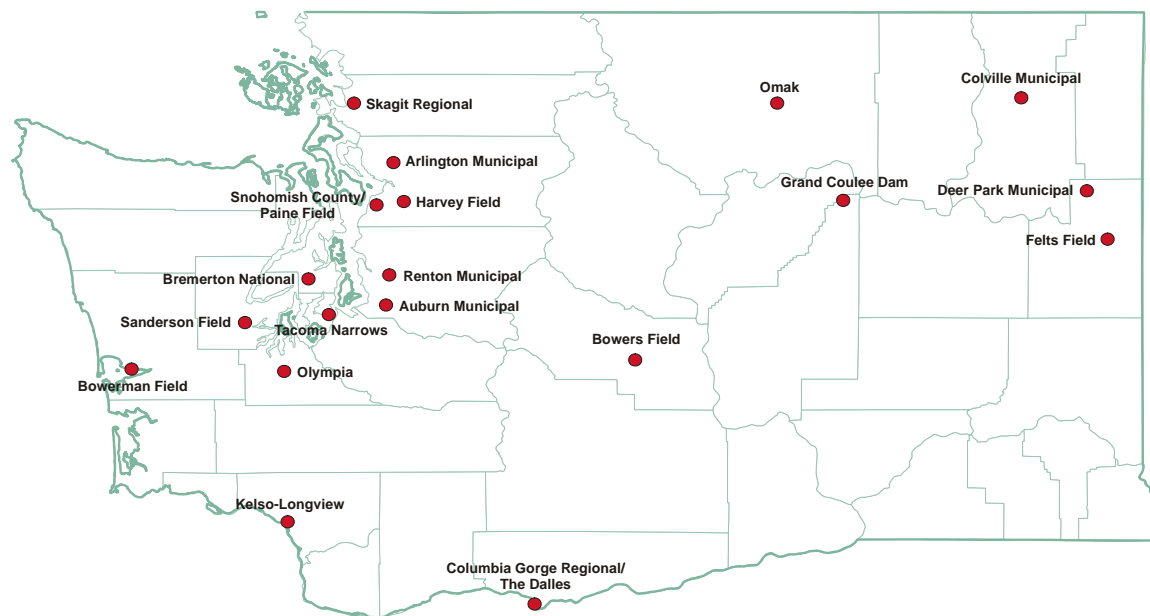 Colville Municipal
Omak
Skagit Regional
Arlington Municipal
Grand Coulee Dam
Deer Park Municipal
Snohomish County/
Paine Field
Harvey Field
Felts Field
Bremerton National
Renton Municipal
Auburn Municipal
Sanderson Field
Tacoma Narrows
Bowers Field
Olympia
Bowerman Field
Kelso-Longview
Columbia Gorge Regional/
The Dalles